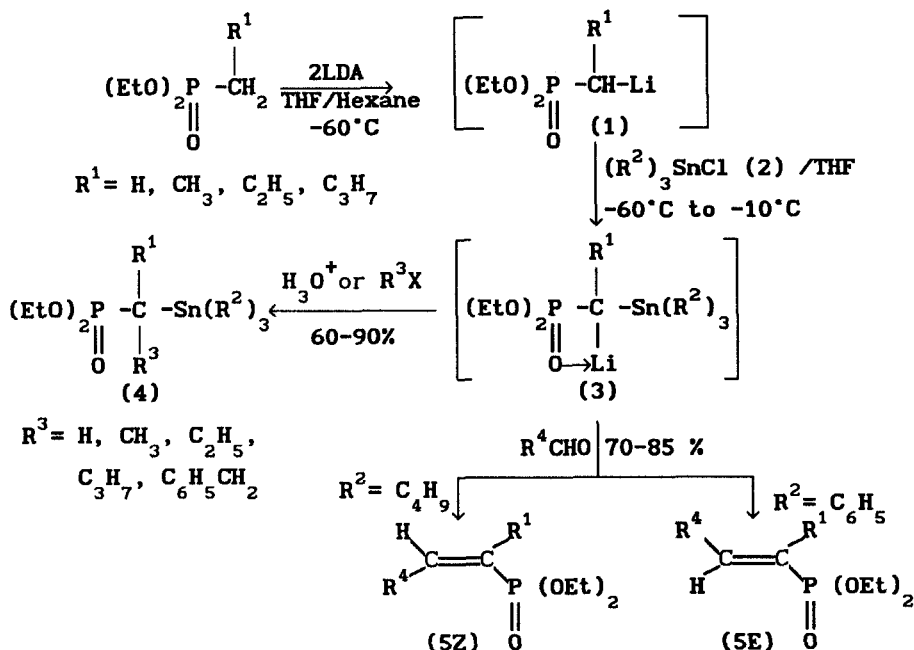 R¹ R¹
(EtO)₂P -CH₂ 2LDA (EtO)₂P -CH-Li
THF/Hexane
-60°C
O O (1)
R¹= H, CH₃, C₂H₅, C₃H₇
(R²)₃SnCl (2) /THF
-60°C to -10°C
R¹ R¹
(EtO)₂P -C -Sn(R²)₃ H₃O⁺or R³X (EtO)₂P -C -Sn(R²)₃
60-90%
O R³ O→Li
(4) (3)
R³= H, CH₃, C₂H₅,
C₃H₇, C₆H₅CH₂
R⁴CHO 70-85 %
R²= C₄H₉ R²= C₆H₅
H R¹ R⁴ R¹
C=C C=C
R⁴ P (OEt)₂ H P (OEt)₂
(5Z) O (5E) O